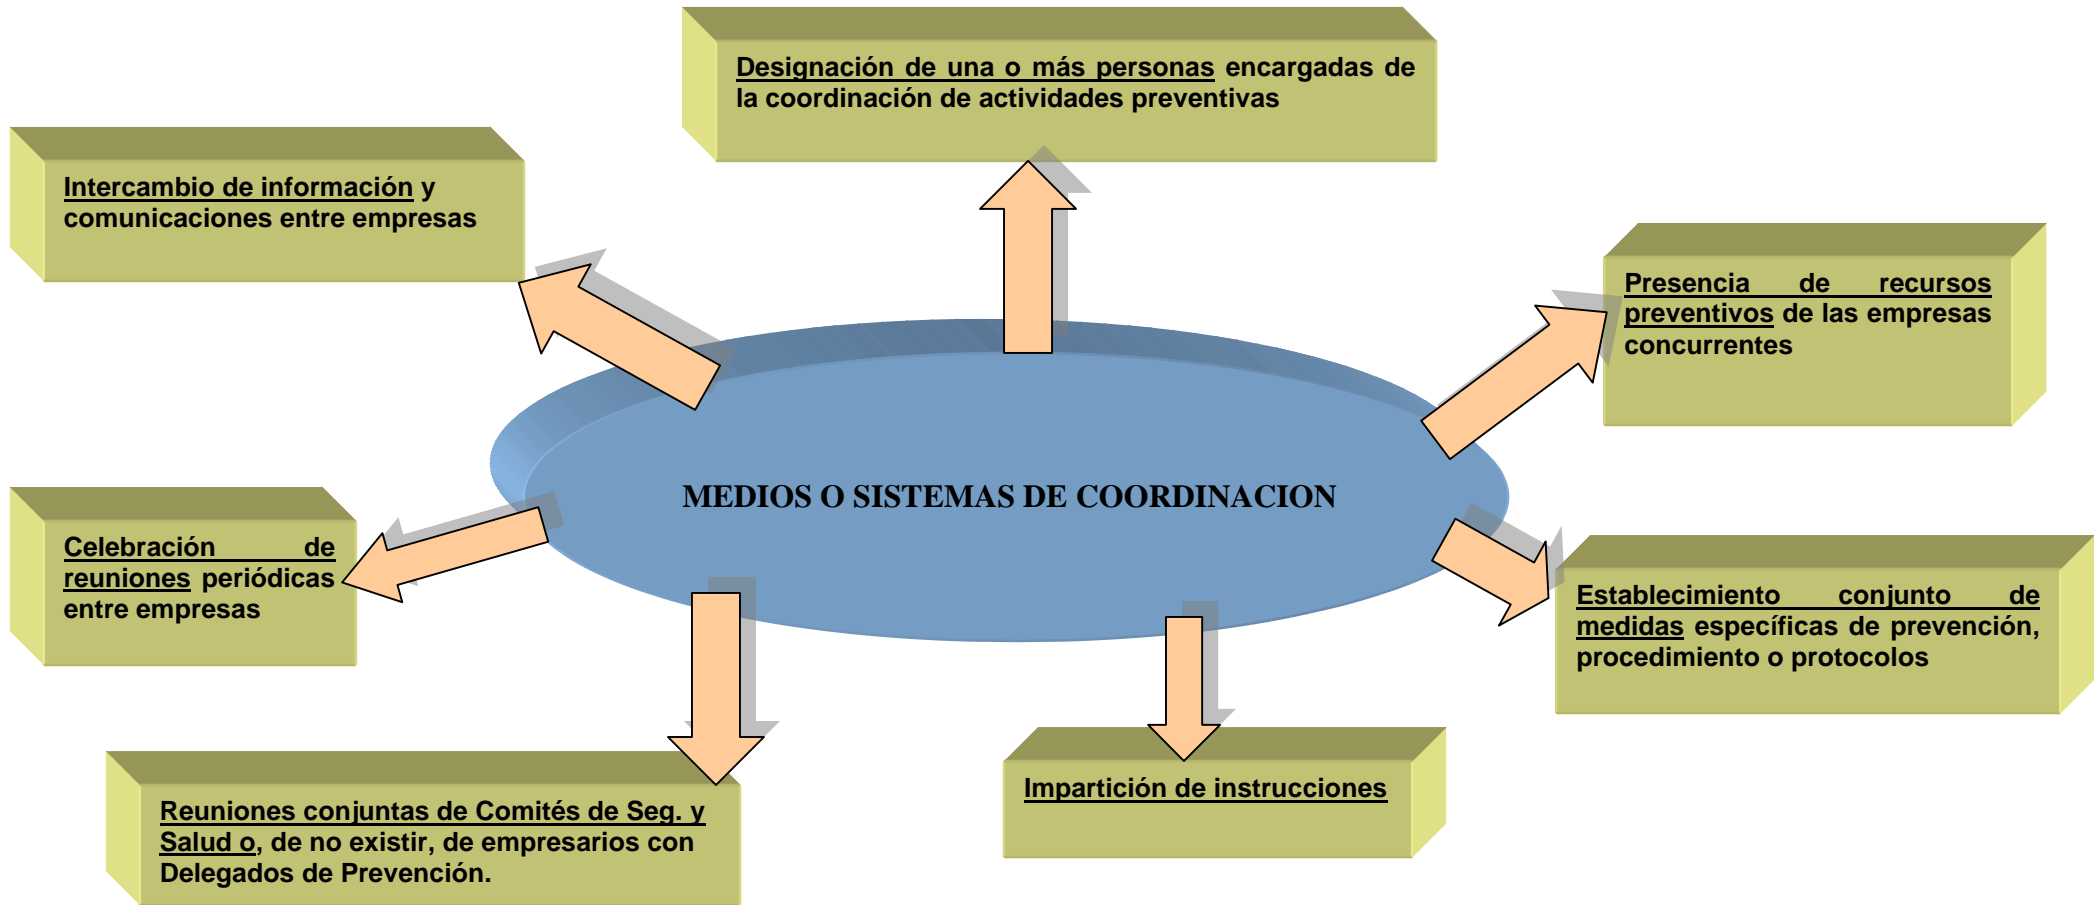 Designación de una o más personas encargadas de
la coordinación de actividades preventivas
Intercambio de información y
comunicaciones entre empresas
Presencia de recursos
preventivos de las empresas
concurrentes
MEDIOS O SISTEMAS DE COORDINACION
Celebración de
reuniones periódicas
entre empresas
Establecimiento conjunto de
medidas específicas de prevención,
procedimiento o protocolos
Reuniones conjuntas de Comités de Seg. y
Salud o, de no existir, de empresarios con
Delegados de Prevención.
Impartición de instrucciones